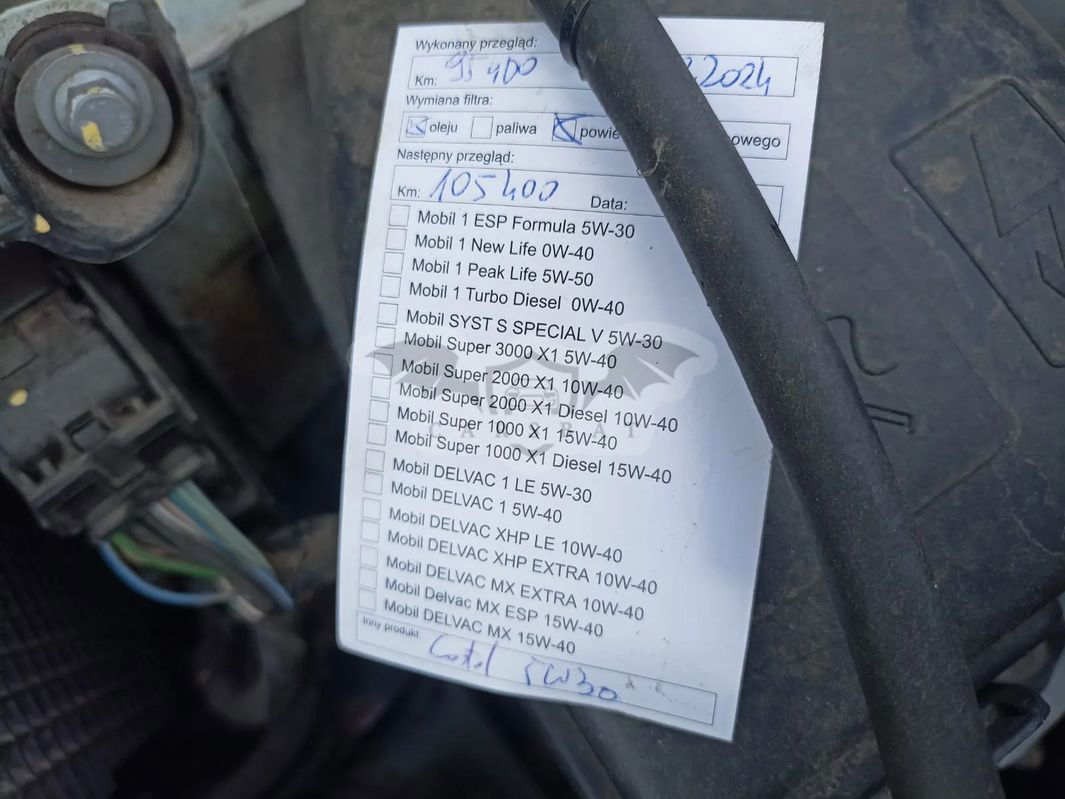 Wykonany przegląd:
Km: 95 400 2024
Wymiana filtra:
oleju paliwa powie owego
Następny przegląd:
Km: 105400 Data:
Mobil 1 ESP Formula 5W-30
Mobil 1 New Life 0W-40
Mobil 1 Peak Life 5W-50
Mobil 1 Turbo Diesel 0W-40
Mobil SYST S SPECIAL V 5W-30
Mobil Super 3000 X1 5W-40
Mobil Super 2000 X1 10W-40
Mobil Super 2000 X1 Diesel 10W-40
Mobil Super 1000 X1 15W-40
Mobil Super 1000 X1 Diesel 15W-40
Mobil DELVAC 1 LE 5W-30
Mobil DELVAC 1 5W-40
Mobil DELVAC XHP LE 10W-40
Mobil DELVAC XHP EXTRA 10W-40
Mobil DELVAC MX EXTRA 10W-40
Mobil Delvac MX ESP 15W-40
Mobil DELVAC MX 15W-40
Inny produkt:
5W30
CARSBAT